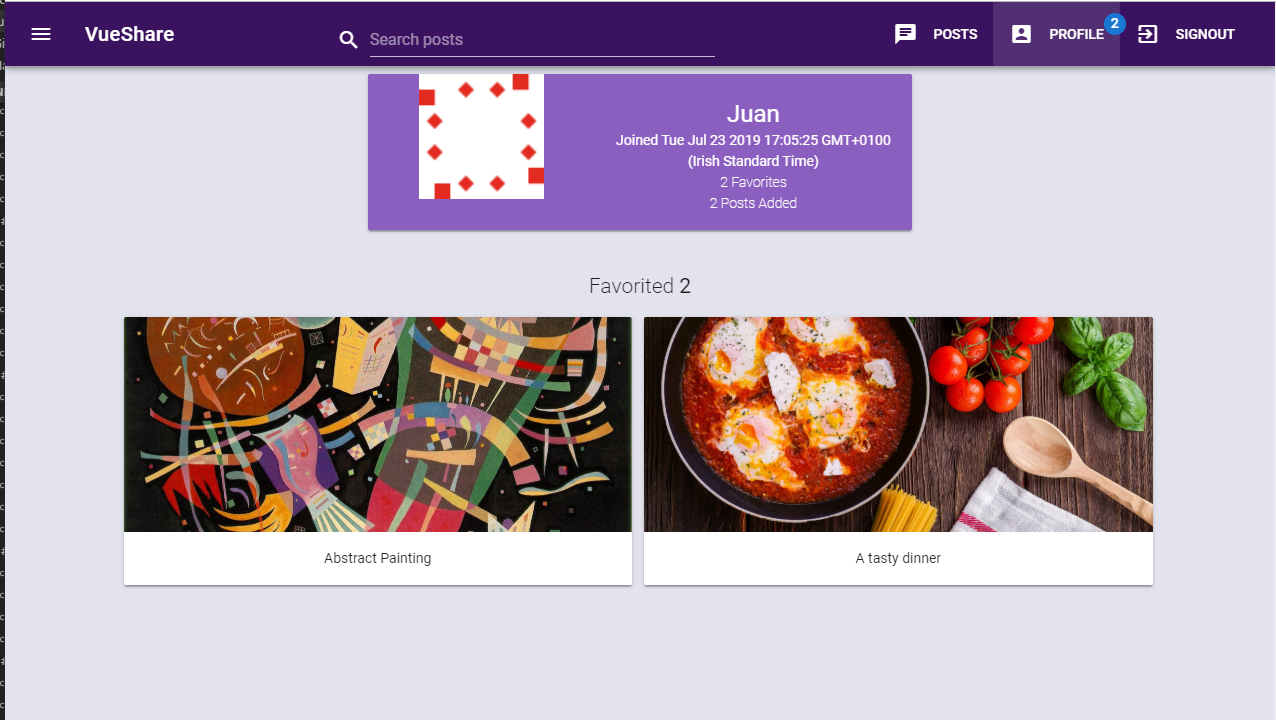 VueShare
Search posts
POSTS
PROFILE
2
SIGNOUT
Juan
Joined Tue Jul 23 2019 17:05:25 GMT+0100
(Irish Standard Time)
2 Favorites
2 Posts Added
Favorited 2
Abstract Painting
A tasty dinner